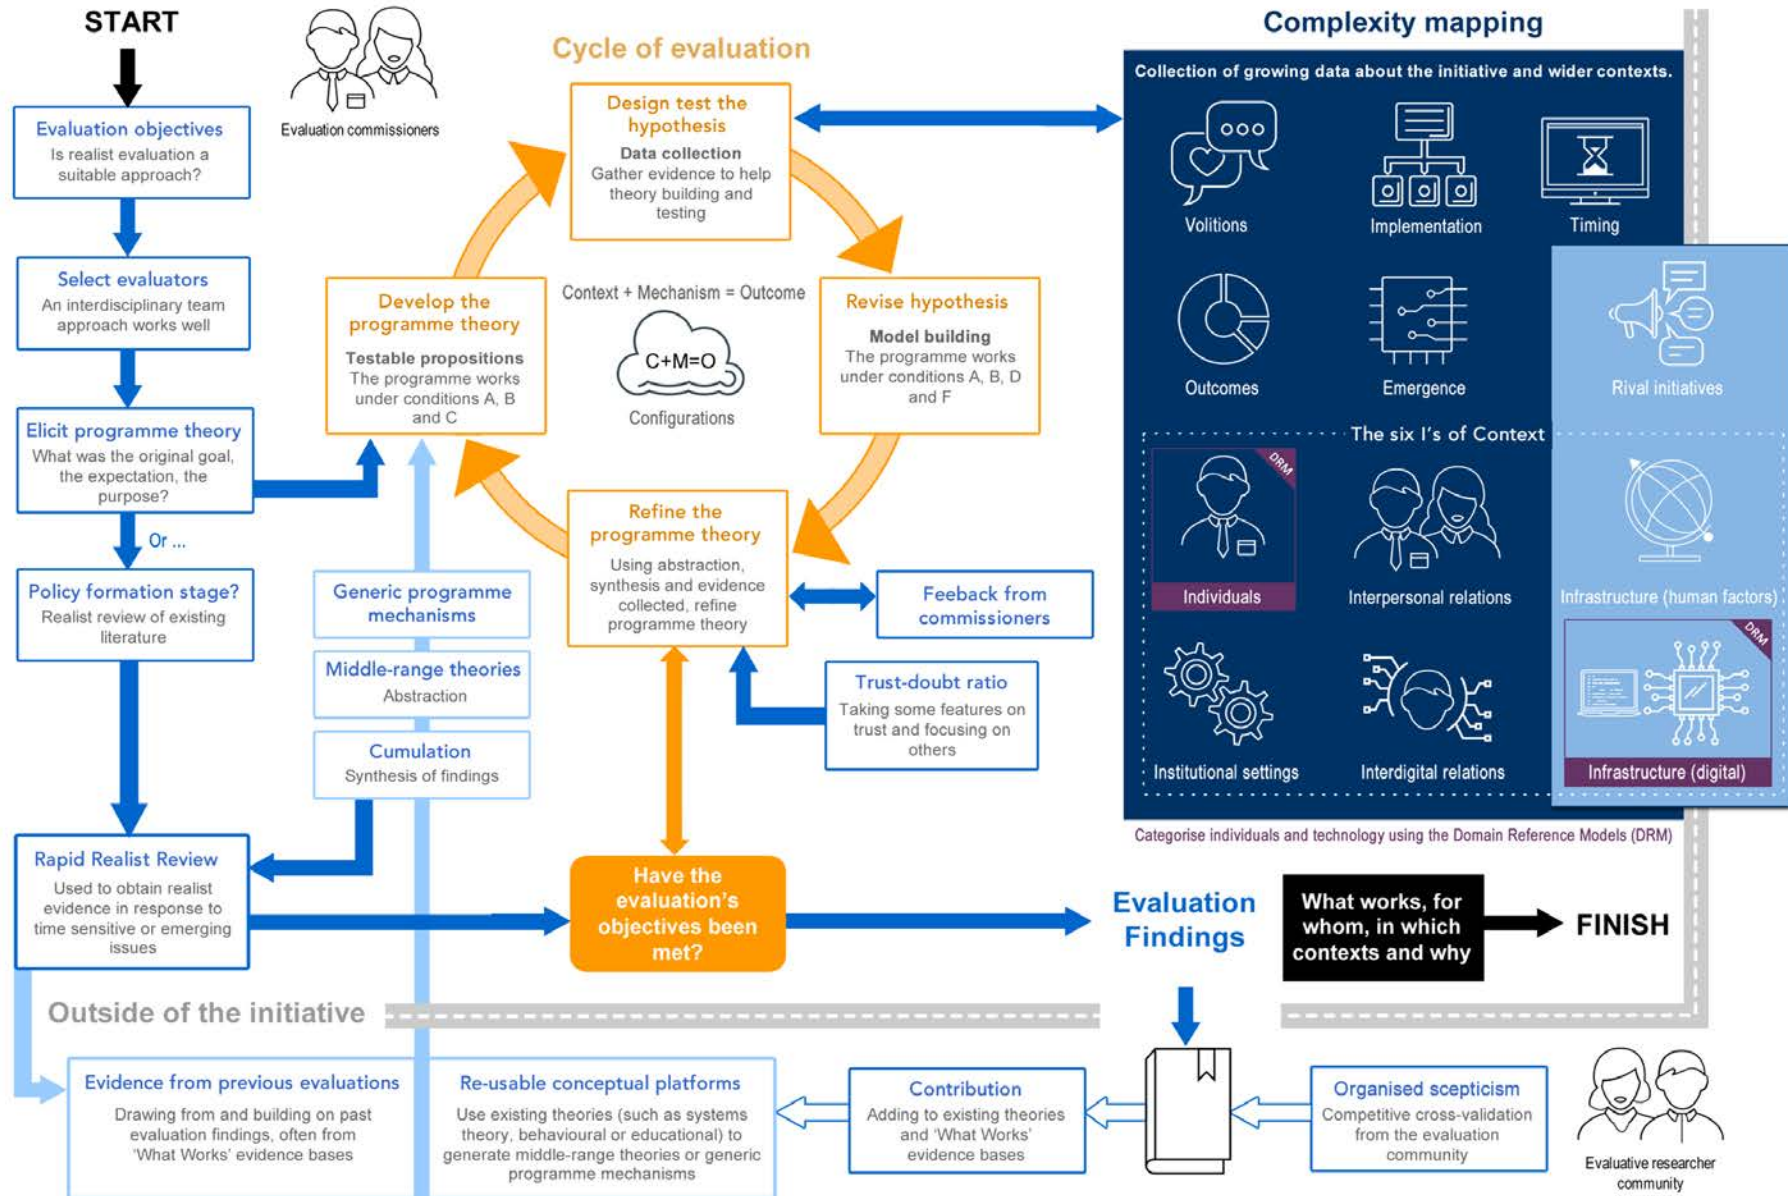 START
Evaluation commissioners
Evaluation objectives
Is realist evaluation a
suitable approach?
Select evaluators
An interdisciplinary team
approach works well
Elicit programme theory
What was the original goal,
the expectation, the
purpose?
Or ...
Policy formation stage?
Realist review of existing
literature
Rapid Realist Review
Used to obtain realist
evidence in response to
time sensitive or emerging
issues
Cycle of evaluation
Design test the
hypothesis
Data collection
Gather evidence to help
theory building and
testing
Develop the
programme theory
Testable propositions
The programme works
under conditions A, B
and C
Context + Mechanism = Outcome
C+M=O
Configurations
Revise hypothesis
Model building
The programme works
under conditions A, B, D
and F
Refine the
programme theory
Using abstraction,
synthesis and evidence
collected, refine
programme theory
Generic programme
mechanisms
Middle-range theories
Abstraction
Cumulation
Synthesis of findings
Feeback from
commissioners
Trust-doubt ratio
Taking some features on
trust and focusing on
others
Have the
evaluation's
objectives been
met?
Complexity mapping
Collection of growing data about the initiative and wider contexts.
Volitions
Implementation
Timing
Outcomes
Emergence
Rival initiatives
The six I's of Context
DRM
Individuals
Interpersonal relations
Infrastructure (human factors)
DRM
Institutional settings
Interdigital relations
Infrastructure (digital)
Categorise individuals and technology using the Domain Reference Models (DRM)
Evaluation
Findings
What works, for
whom, in which
contexts and why
FINISH
Outside of the initiative
Evidence from previous evaluations
Drawing from and building on past
evaluation findings, often from
'What Works' evidence bases
Re-usable conceptual platforms
Use existing theories (such as systems
theory, behavioural or educational) to
generate middle-range theories or generic
programme mechanisms
Contribution
Adding to existing theories
and 'What Works'
evidence bases
Organised scepticism
Competitive cross-validation
from the evaluation
community
Evaluative researcher
community